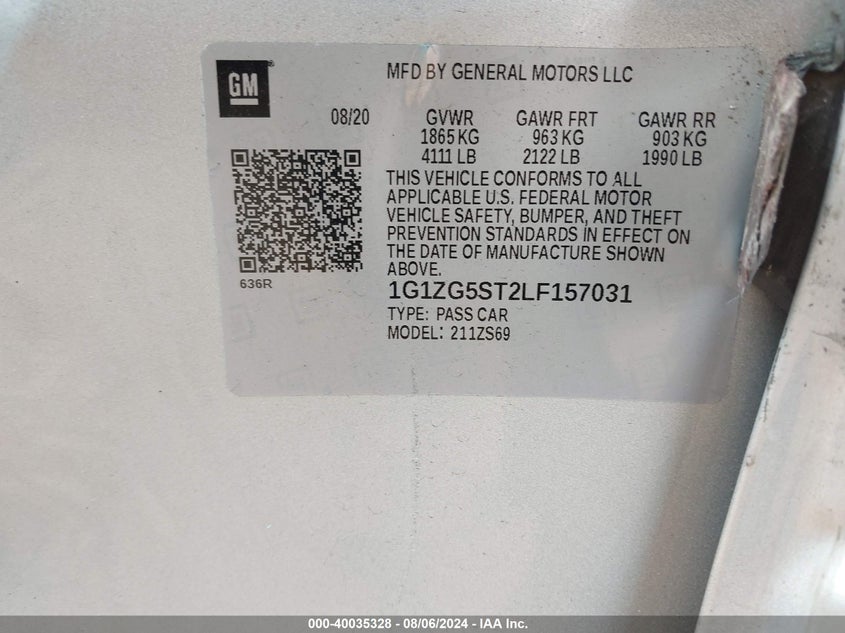 GM
MFD BY GENERAL MOTORS LLC
08/20 GVWR GAWR FRT GAWR RR
1865 KG 963 KG 903 KG
4111 LB 2122 LB 1990 LB
THIS VEHICLE CONFORMS TO ALL
APPLICABLE U.S. FEDERAL MOTOR
VEHICLE SAFETY, BUMPER, AND THEFT
PREVENTION STANDARDS IN EFFECT ON
THE DATE OF MANUFACTURE SHOWN
ABOVE.
636R
1G1ZG5ST2LF157031
TYPE: PASS CAR
MODEL: 211ZS69
000-40035328 - 08/06/2024 - IAA Inc.